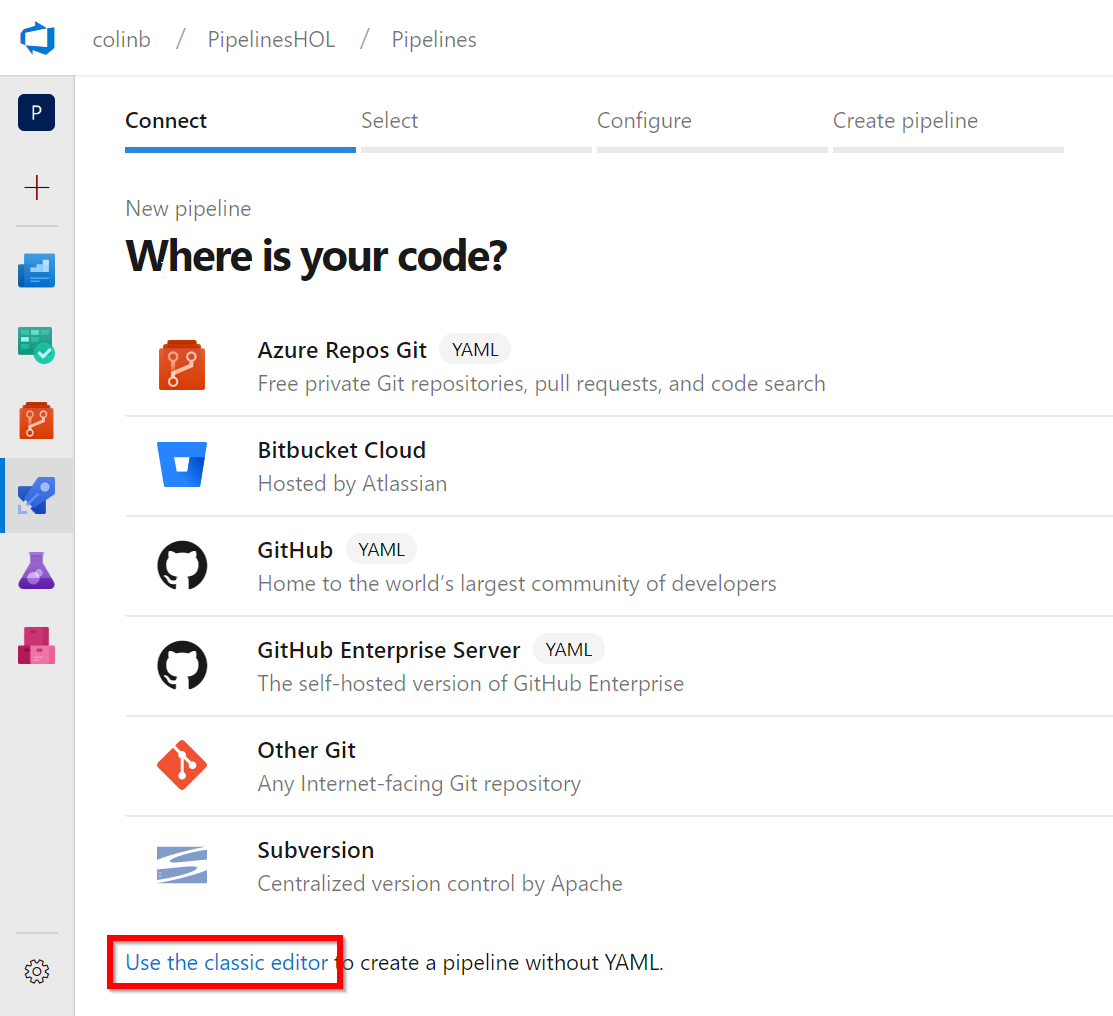 colinb / PipelinesHOL / Pipelines
P
Connect Select Configure Create pipeline
New pipeline
Where is your code?
Azure Repos Git YAML
Free private Git repositories, pull requests, and code search
Bitbucket Cloud
Hosted by Atlassian
GitHub YAML
Home to the world’s largest community of developers
GitHub Enterprise Server YAML
The self-hosted version of GitHub Enterprise
Other Git
Any Internet-facing Git repository
Subversion
Centralized version control by Apache
Use the classic editor to create a pipeline without YAML.